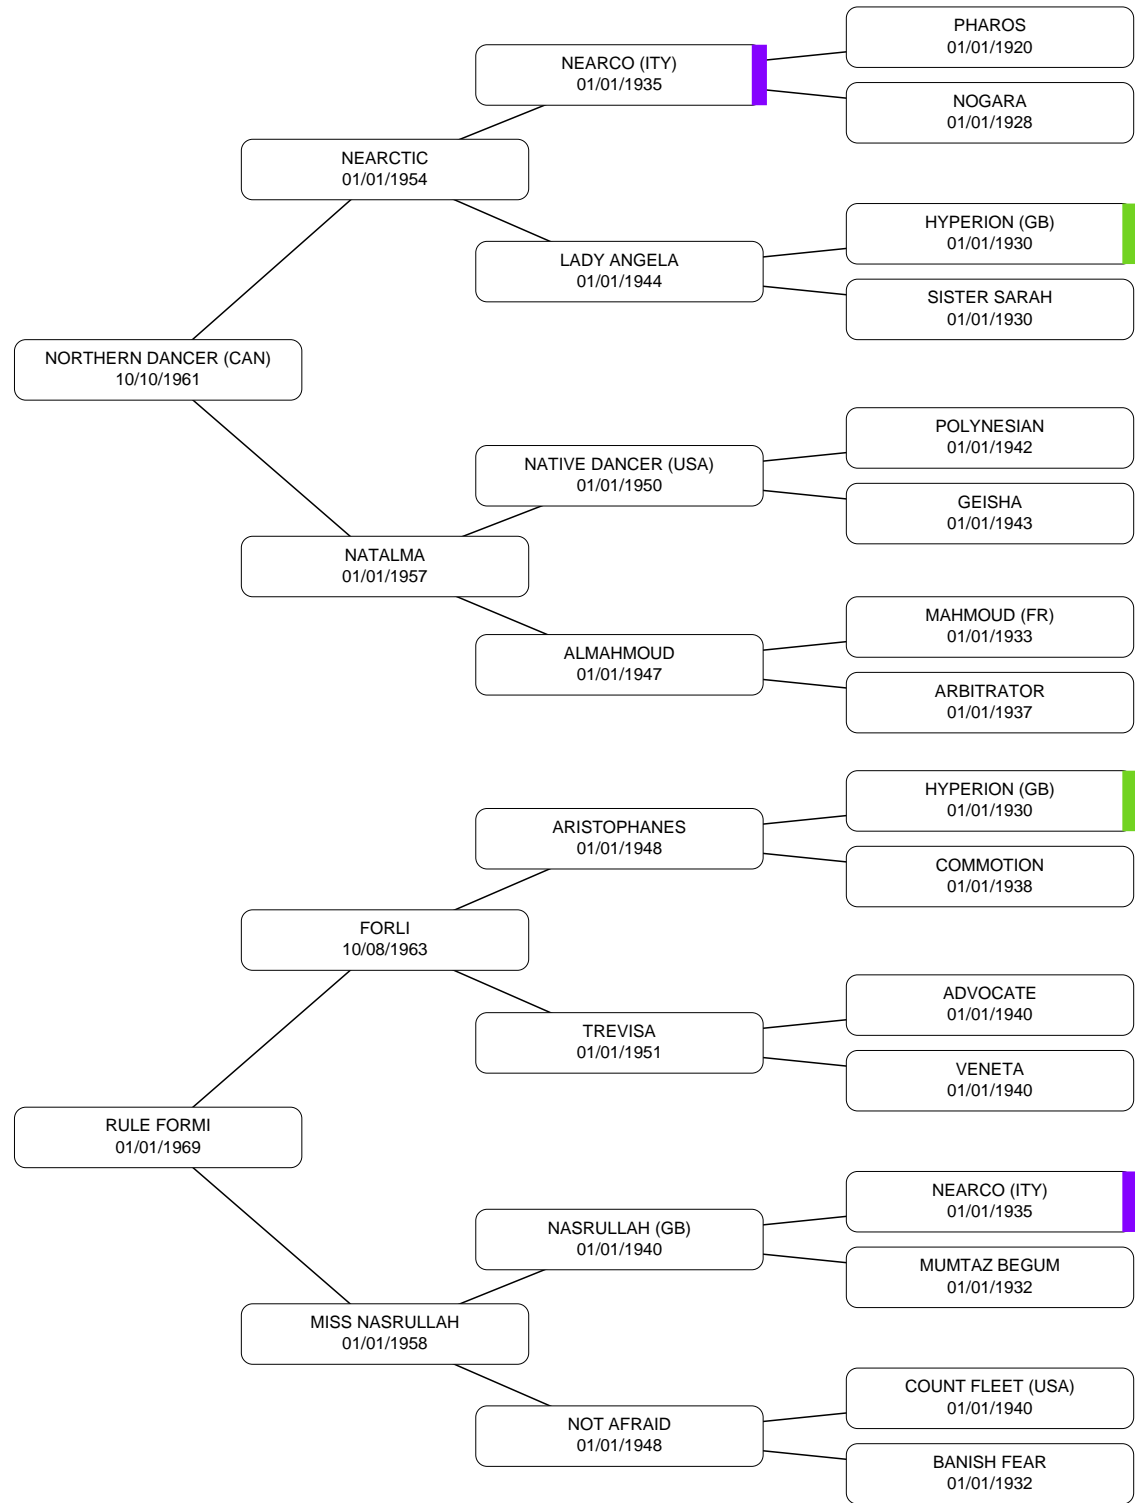 PHAROS
01/01/1920
NEARCO (ITY)
01/01/1935
NOGARA
01/01/1928
NEARCTIC
01/01/1954
HYPERION (GB)
01/01/1930
LADY ANGELA
01/01/1944
SISTER SARAH
01/01/1930
NORTHERN DANCER (CAN)
10/10/1961
POLYNESIAN
01/01/1942
NATIVE DANCER (USA)
01/01/1950
GEISHA
01/01/1943
NATALMA
01/01/1957
MAHMOUD (FR)
01/01/1933
ALMAHMOUD
01/01/1947
ARBITRATOR
01/01/1937
HYPERION (GB)
01/01/1930
ARISTOPHANES
01/01/1948
COMMOTION
01/01/1938
FORLI
10/08/1963
ADVOCATE
01/01/1940
TREVISA
01/01/1951
VENETA
01/01/1940
RULE FORMI
01/01/1969
NEARCO (ITY)
01/01/1935
NASRULLAH (GB)
01/01/1940
MUMTAZ BEGUM
01/01/1932
MISS NASRULLAH
01/01/1958
COUNT FLEET (USA)
01/01/1940
NOT AFRAID
01/01/1948
BANISH FEAR
01/01/1932